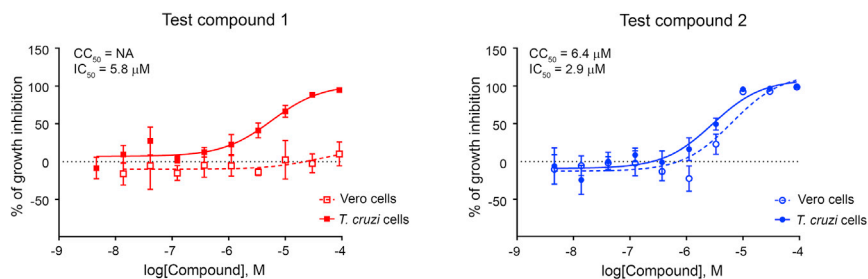 Test compound 1
CC50 = NA
IC50 = 5.8 μM
% of growth inhibition
150
100
50
0
-50
Vero cells
T. cruzi cells
-9
-8
-7
-6
-5
-4
log[Compound], M
Test compound 2
CC50 = 6.4 μM
IC50 = 2.9 μM
% of growth inhibition
150
100
50
0
-50
Vero cells
T. cruzi cells
-9
-8
-7
-6
-5
-4
log[Compound], M